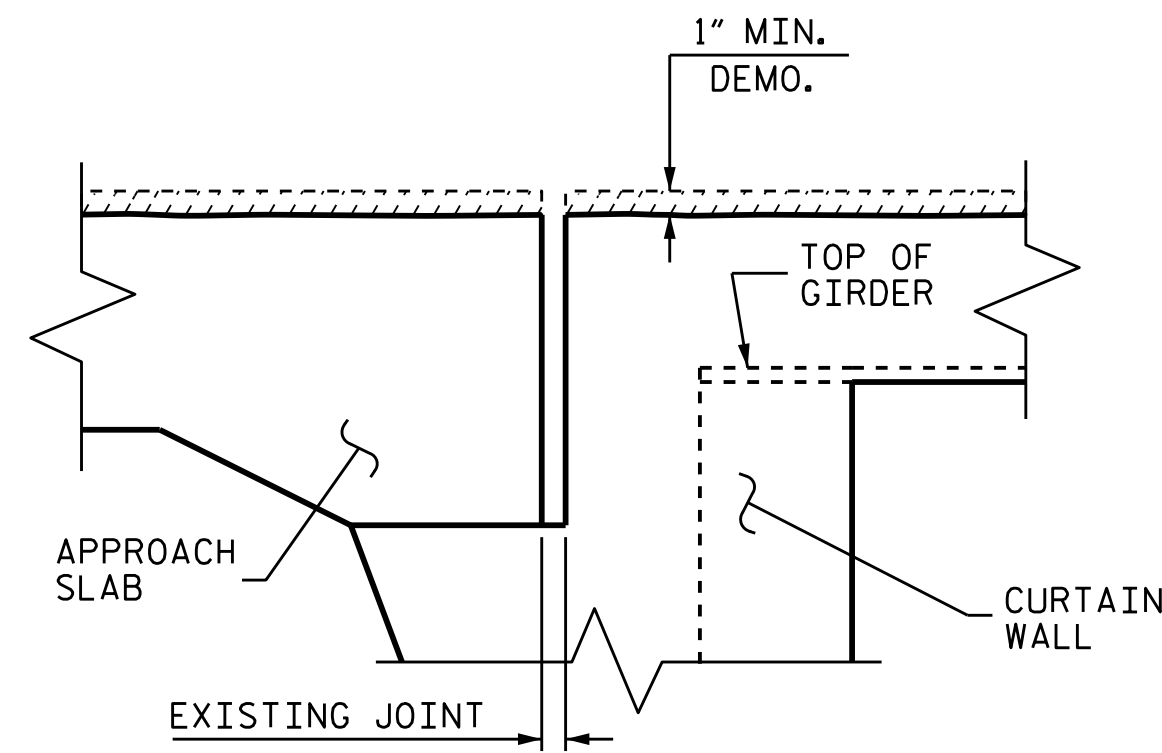 1" MIN.
DEMO.
TOP OF
GIRDER
APPROACH
SLAB
CURTAIN
WALL
EXISTING JOINT